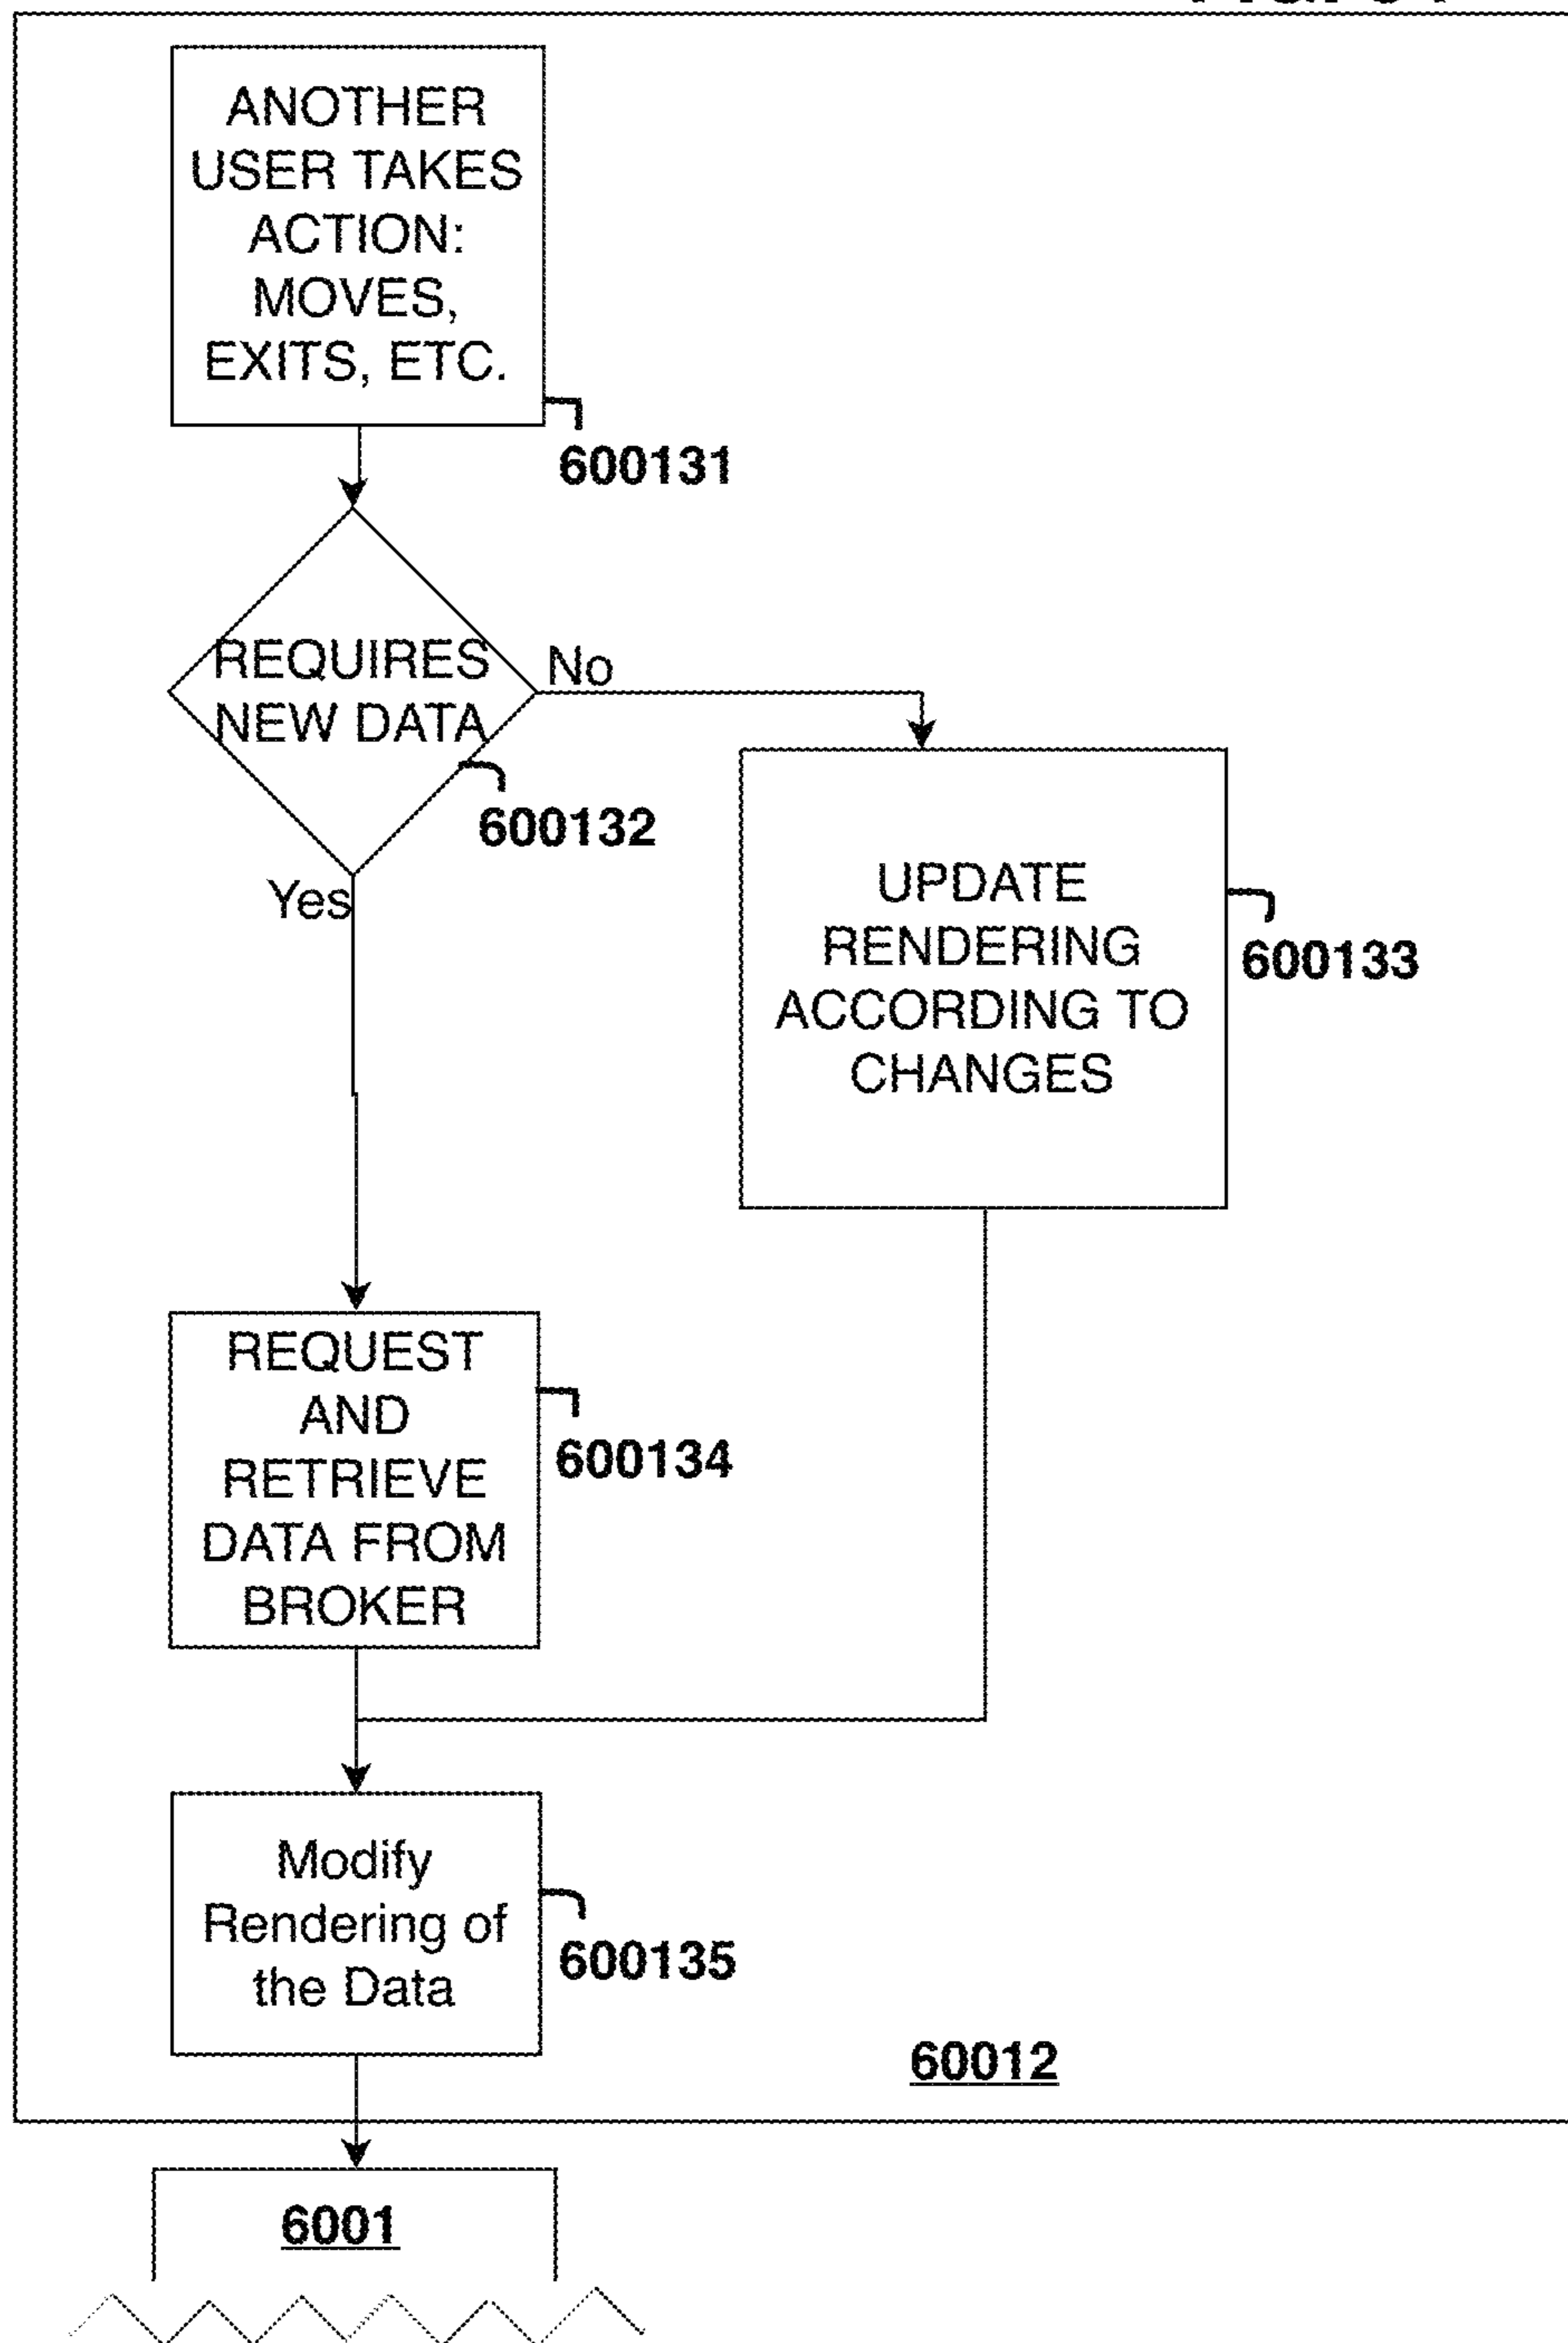 ANOTHER
USER TAKES
ACTION:
MOVES,
EXITS, ETC.
600131
REQUIRES
NEW DATA
No
600132
Yes
UPDATE
RENDERING
ACCORDING TO
CHANGES
600133
REQUEST
AND
RETRIEVE
DATA FROM
BROKER
600134
Modify
Rendering of
the Data
600135
60012
6001